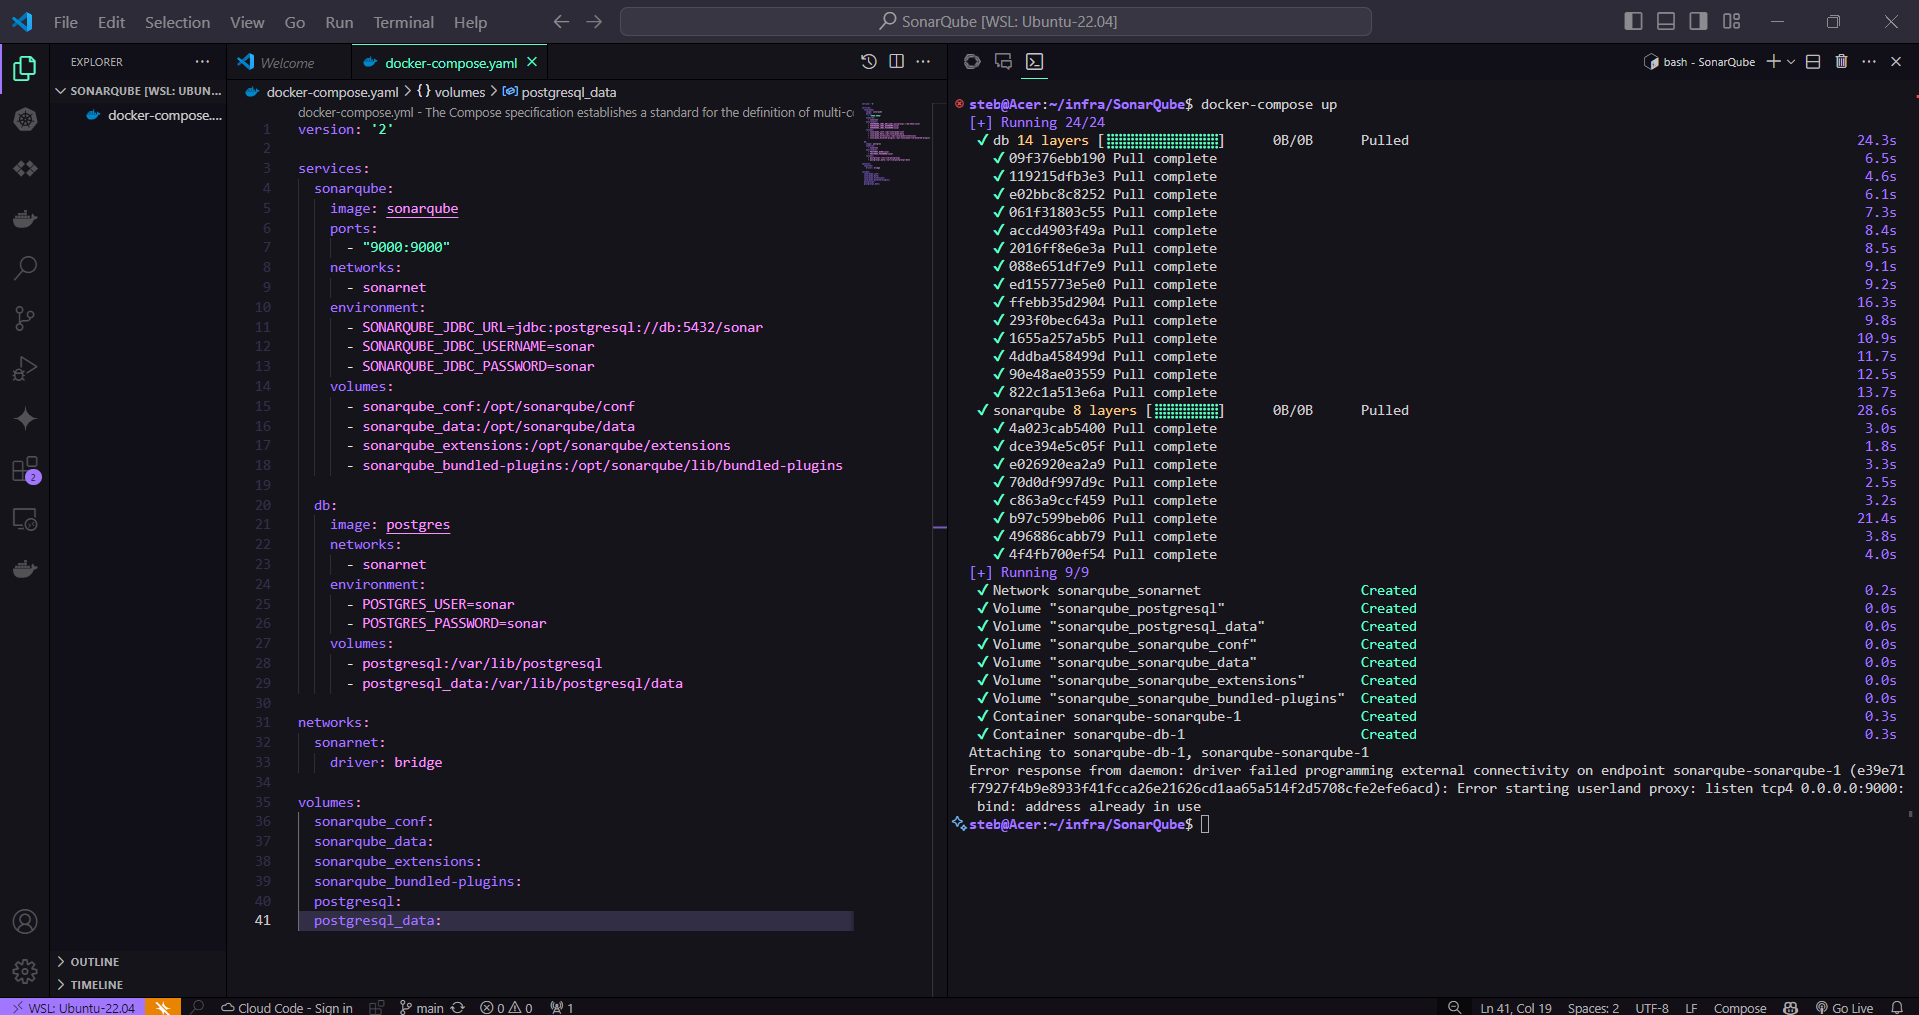 File Edit Selection View Go Run Terminal Help
SonarQube [WSL: Ubuntu-22.04]
EXPLORER
SONARQUBE [WSL: UBUN...
docker-compose....
OUTLINE
TIMELINE
Welcome
docker-compose.yaml
docker-compose.yaml > {} volumes > postgresql_data
docker-compose.yml - The Compose specification establishes a standard for the definition of multi-c
1 version: '2'
2
3 services:
4 sonarqube:
5 image: sonarqube
6 ports:
7 - "9000:9000"
8 networks:
9 - sonarnet
10 environment:
11 - SONARQUBE_JDBC_URL=jdbc:postgresql://db:5432/sonar
12 - SONARQUBE_JDBC_USERNAME=sonar
13 - SONARQUBE_JDBC_PASSWORD=sonar
14 volumes:
15 - sonarqube_conf:/opt/sonarqube/conf
16 - sonarqube_data:/opt/sonarqube/data
17 - sonarqube_extensions:/opt/sonarqube/extensions
18 - sonarqube_bundled-plugins:/opt/sonarqube/lib/bundled-plugins
19
20 db:
21 image: postgres
22 networks:
23 - sonarnet
24 environment:
25 - POSTGRES_USER=sonar
26 - POSTGRES_PASSWORD=sonar
27 volumes:
28 - postgresql:/var/lib/postgresql
29 - postgresql_data:/var/lib/postgresql/data
30
31 networks:
32 sonarnet:
33 driver: bridge
34
35 volumes:
36 sonarqube_conf:
37 sonarqube_data:
38 sonarqube_extensions:
39 sonarqube_bundled-plugins:
40 postgresql:
41 postgresql_data:
bash - SonarQube
steb@Acer:~/infra/SonarQube$ docker-compose up
[+] Running 24/24
✔ db 14 layers [⣿⣿⣿⣿⣿⣿⣿⣿⣿⣿⣿⣿⣿⣿] 0B/0B Pulled 24.3s
✔ 09f376ebb190 Pull complete 6.5s
✔ 119215dfb3e3 Pull complete 4.6s
✔ e02bbc8c8252 Pull complete 6.1s
✔ 061f31803c55 Pull complete 7.3s
✔ accd4903f49a Pull complete 8.4s
✔ 2016ff8e6e3a Pull complete 8.5s
✔ 088e651df7e9 Pull complete 9.1s
✔ ed155773e5e0 Pull complete 9.2s
✔ ffebb35d2904 Pull complete 16.3s
✔ 293f0bec643a Pull complete 9.8s
✔ 1655a257a5b5 Pull complete 10.9s
✔ 4ddba458499d Pull complete 11.7s
✔ 90e48ae03559 Pull complete 12.5s
✔ 822c1a513e6a Pull complete 13.7s
✔ sonarqube 8 layers [⣿⣿⣿⣿⣿⣿⣿⣿] 0B/0B Pulled 28.6s
✔ 4a023cab5400 Pull complete 3.0s
✔ dce394e5c05f Pull complete 1.8s
✔ e026920ea2a9 Pull complete 3.3s
✔ 70d0df997d9c Pull complete 2.5s
✔ c863a9ccf459 Pull complete 3.2s
✔ b97c599beb06 Pull complete 21.4s
✔ 496886cabb79 Pull complete 3.8s
✔ 4f4fb700ef54 Pull complete 4.0s
[+] Running 9/9
✔ Network sonarqube_sonarnet Created 0.2s
✔ Volume "sonarqube_postgresql" Created 0.0s
✔ Volume "sonarqube_postgresql_data" Created 0.0s
✔ Volume "sonarqube_sonarqube_conf" Created 0.0s
✔ Volume "sonarqube_sonarqube_data" Created 0.0s
✔ Volume "sonarqube_sonarqube_extensions" Created 0.0s
✔ Volume "sonarqube_sonarqube_bundled-plugins" Created 0.0s
✔ Container sonarqube-sonarqube-1 Created 0.3s
✔ Container sonarqube-db-1 Created 0.3s
Attaching to sonarqube-db-1, sonarqube-sonarqube-1
Error response from daemon: driver failed programming external connectivity on endpoint sonarqube-sonarqube-1 (e39e71
f7927f4b9e8933f41fcca26e21626cd1aa65a514f2d5708cfe2efe6acd): Error starting userland proxy: listen tcp4 0.0.0.0:9000:
bind: address already in use
steb@Acer:~/infra/SonarQube$
2
WSL: Ubuntu-22.04 Cloud Code - Sign in main 0 0 1 Ln 41, Col 19 Spaces: 2 UTF-8 LF Compose Go Live